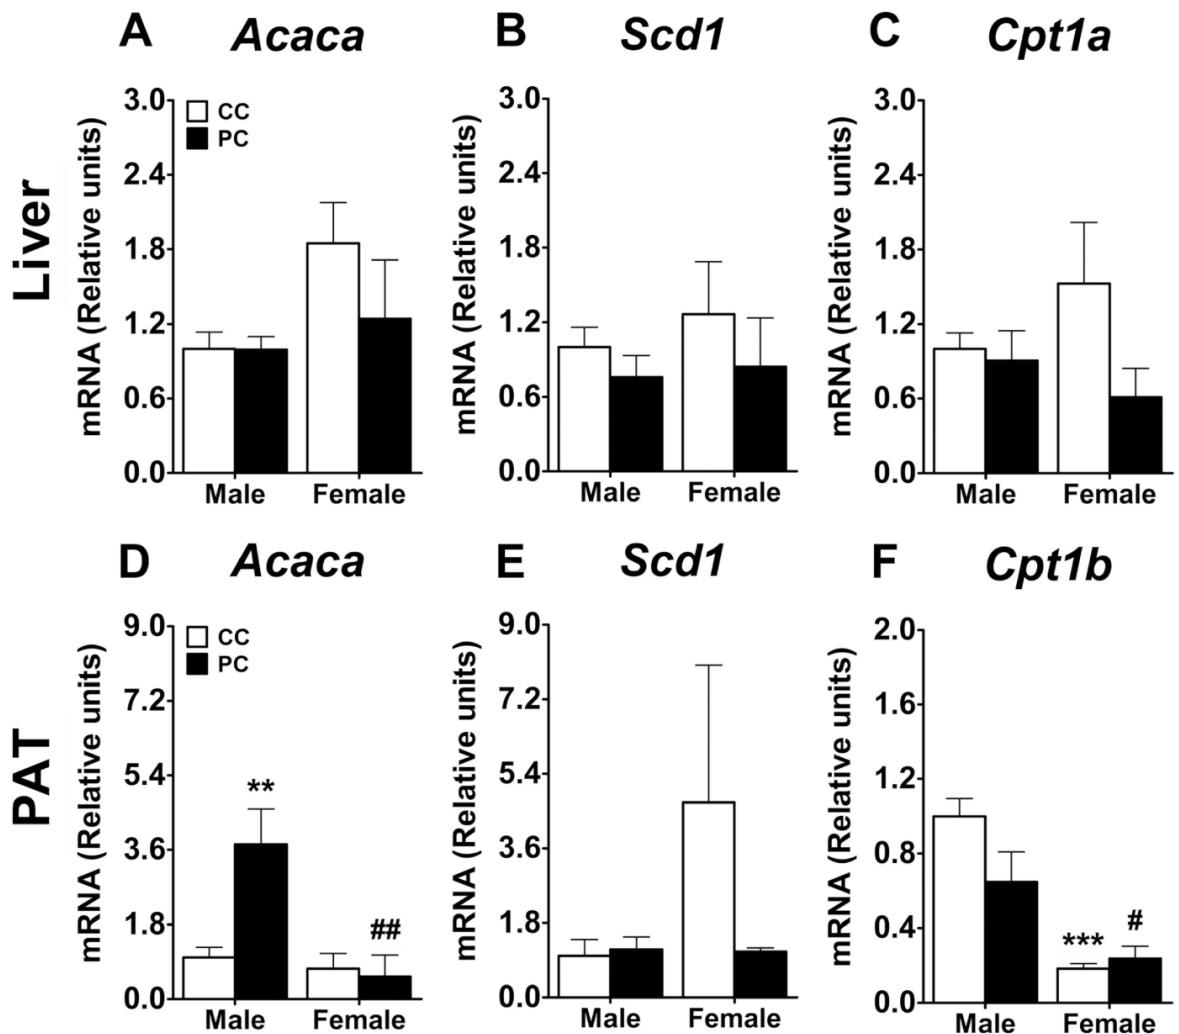 A Acaca
B Scd1
C Cpt1a
Liver
mRNA (Relative units)
3.0
2.4
1.8
1.2
0.6
0.0
CC
PC
Male Female
mRNA (Relative units)
3.0
2.4
1.8
1.2
0.6
0.0
Male Female
mRNA (Relative units)
3.0
2.4
1.8
1.2
0.6
0.0
Male Female
D Acaca
E Scd1
F Cpt1b
PAT
mRNA (Relative units)
9.0
7.2
5.4
3.6
1.8
0.0
CC
PC
**
##
Male Female
mRNA (Relative units)
9.0
7.2
5.4
3.6
1.8
0.0
Male Female
mRNA (Relative units)
2.0
1.6
1.2
0.8
0.4
0.0
***
#
Male Female